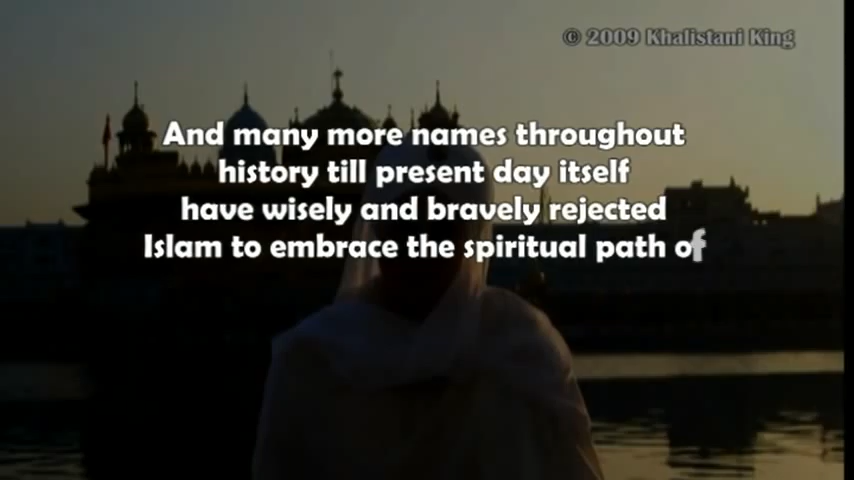 © 2009 Khalistani King
And many more names throughout
history till present day itself
have wisely and bravely rejected
Islam to embrace the spiritual path of